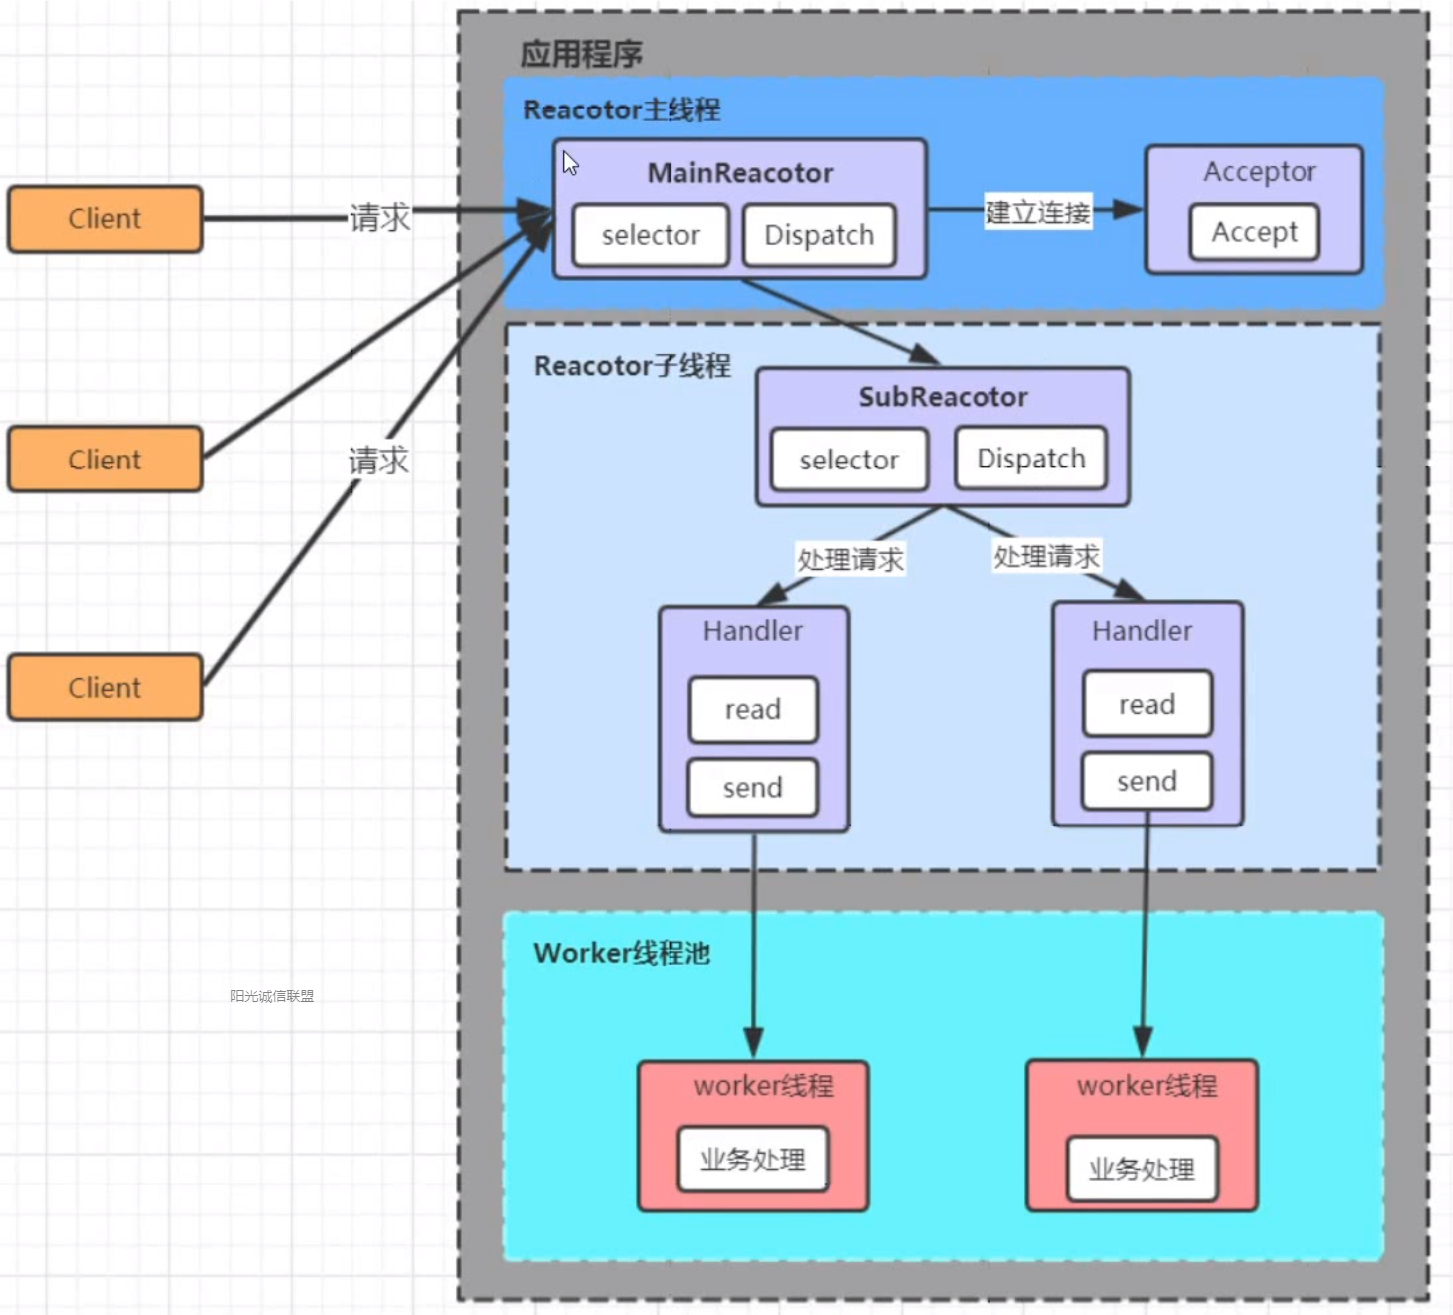 应用程序
Reacotor主线程
MainReacotor
selector
Dispatch
建立连接
Acceptor
Accept
Client
请求
Client
请求
Client
Reacotor子线程
SubReacotor
selector
Dispatch
处理请求
处理请求
Handler
read
send
Handler
read
send
Worker线程池
worker线程
业务处理
worker线程
业务处理
阳光诚信联盟